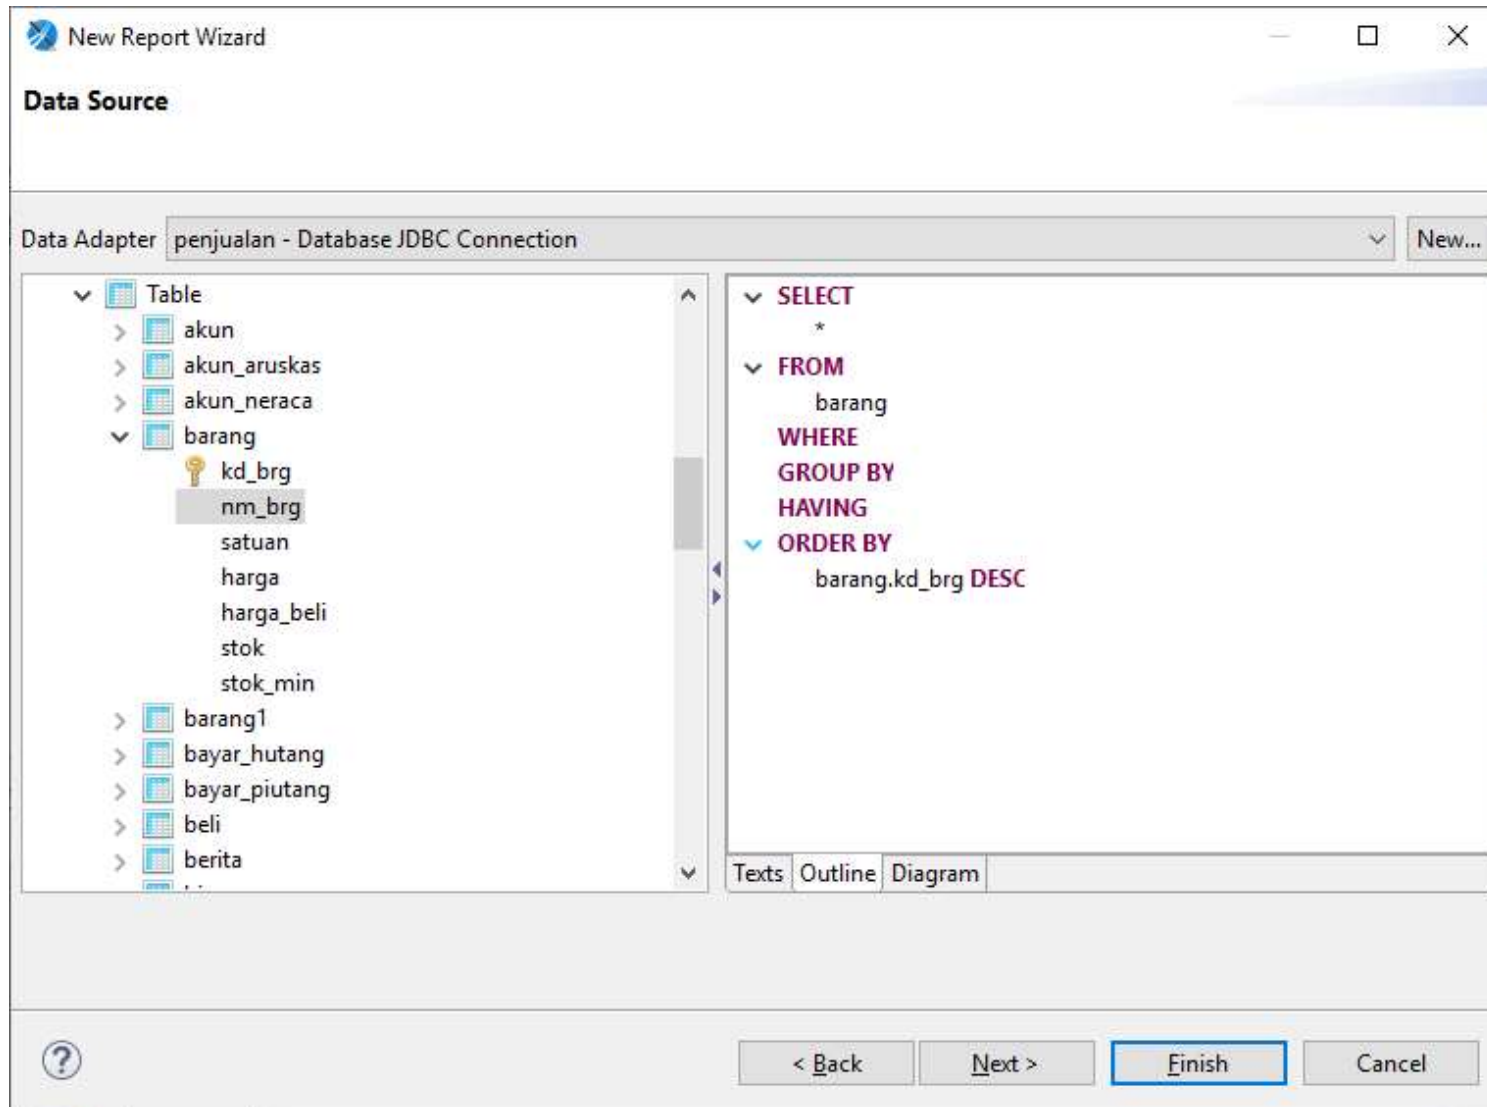 New Report Wizard
Data Source
Data Adapter penjualan - Database JDBC Connection New...
Table
akun
akun_aruskas
akun_neraca
barang
kd_brg
nm_brg
satuan
harga
harga_beli
stok
stok_min
barang1
bayar_hutang
bayar_piutang
beli
berita
SELECT
*
FROM
barang
WHERE
GROUP BY
HAVING
ORDER BY
barang.kd_brg DESC
Texts Outline Diagram
? < Back Next > Finish Cancel